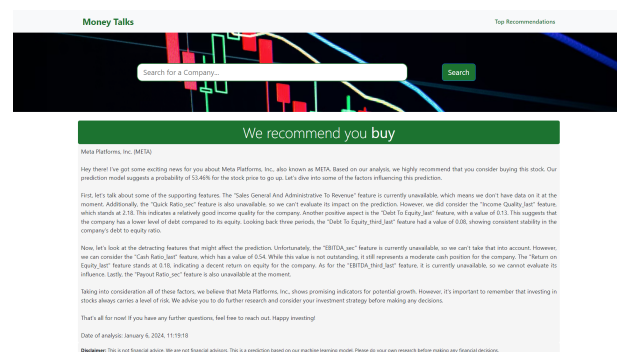 Money Talks
Top Recommendations
Search for a Company...
Search
We recommend you buy
Meta Platforms, Inc. (META)
Hey there! I've got some exciting news for you about Meta Platforms, Inc., also known as META. Based on our analysis, we highly recommend that you consider buying this stock. Our
prediction model suggests a probability of 53.46% for the stock price to go up. Let's dive into some of the factors influencing this prediction.
First, let's talk about some of the supporting features. The "Sales General And Administrative To Revenue" feature is currently unavailable, which means we don't have data on it at the
moment. Additionally, the "Quick Ratio_sec" feature is also unavailable, so we can't evaluate its impact on the prediction. However, we did consider the "Income Quality_last" feature,
which stands at 2.18. This indicates a relatively good income quality for the company. Another positive aspect is the "Debt To Equity_last" feature, with a value of 0.13. This suggests that
the company has a lower level of debt compared to its equity. Looking back three periods, the "Debt To Equity_third_last" feature had a value of 0.08, showing consistent stability in the
company's debt to equity ratio.
Now, let's look at the detracting features that might affect the prediction. Unfortunately, the "EBITDA_sec" feature is currently unavailable, so we can't take that into account. However,
we can consider the "Cash Ratio_last" feature, which has a value of 0.54. While this value is not outstanding, it still represents a moderate cash position for the company. The "Return on
Equity_last" feature stands at 0.10, indicating a decent return on equity for the company. As for the "EBITDA_third_last" feature, it is currently unavailable, so we cannot evaluate its
influence. Lastly, the "Payout Ratio_sec" feature is also unavailable at the moment.
Taking into consideration all of these factors, we believe that Meta Platforms, Inc., shows promising indicators for potential growth. However, it's important to remember that investing in
stocks always carries a level of risk. We advise you to do further research and consider your investment strategy before making any decisions.
That's all for now! If you have any further questions, feel free to reach out. Happy investing!
Date of analysis: January 6, 2024, 11:19:18
Disclaimer: This is not financial advice. We are not financial advisors. This is a prediction based on our machine learning model. Please do your own research before making any financial decisions.